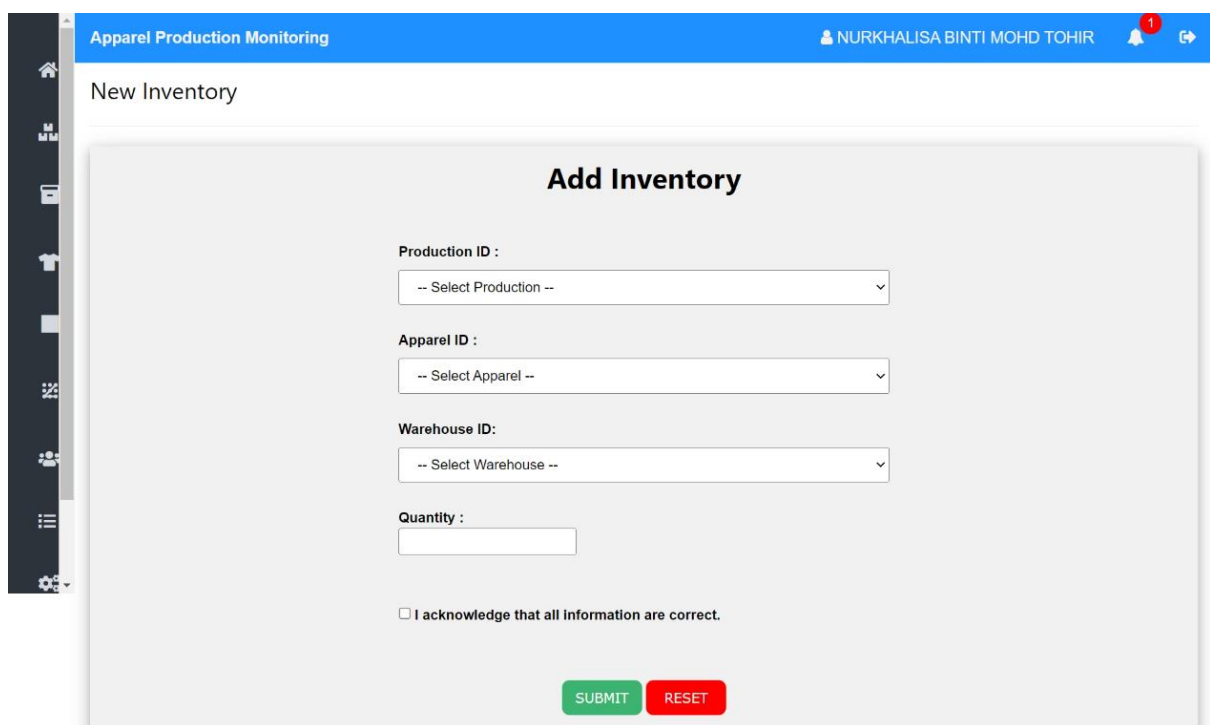 Apparel Production Monitoring
NURKHALISA BINTI MOHD TOHIR
1
New Inventory
Add Inventory
Production ID :
-- Select Production --
Apparel ID :
-- Select Apparel --
Warehouse ID:
-- Select Warehouse --
Quantity :
I acknowledge that all information are correct.
SUBMIT RESET